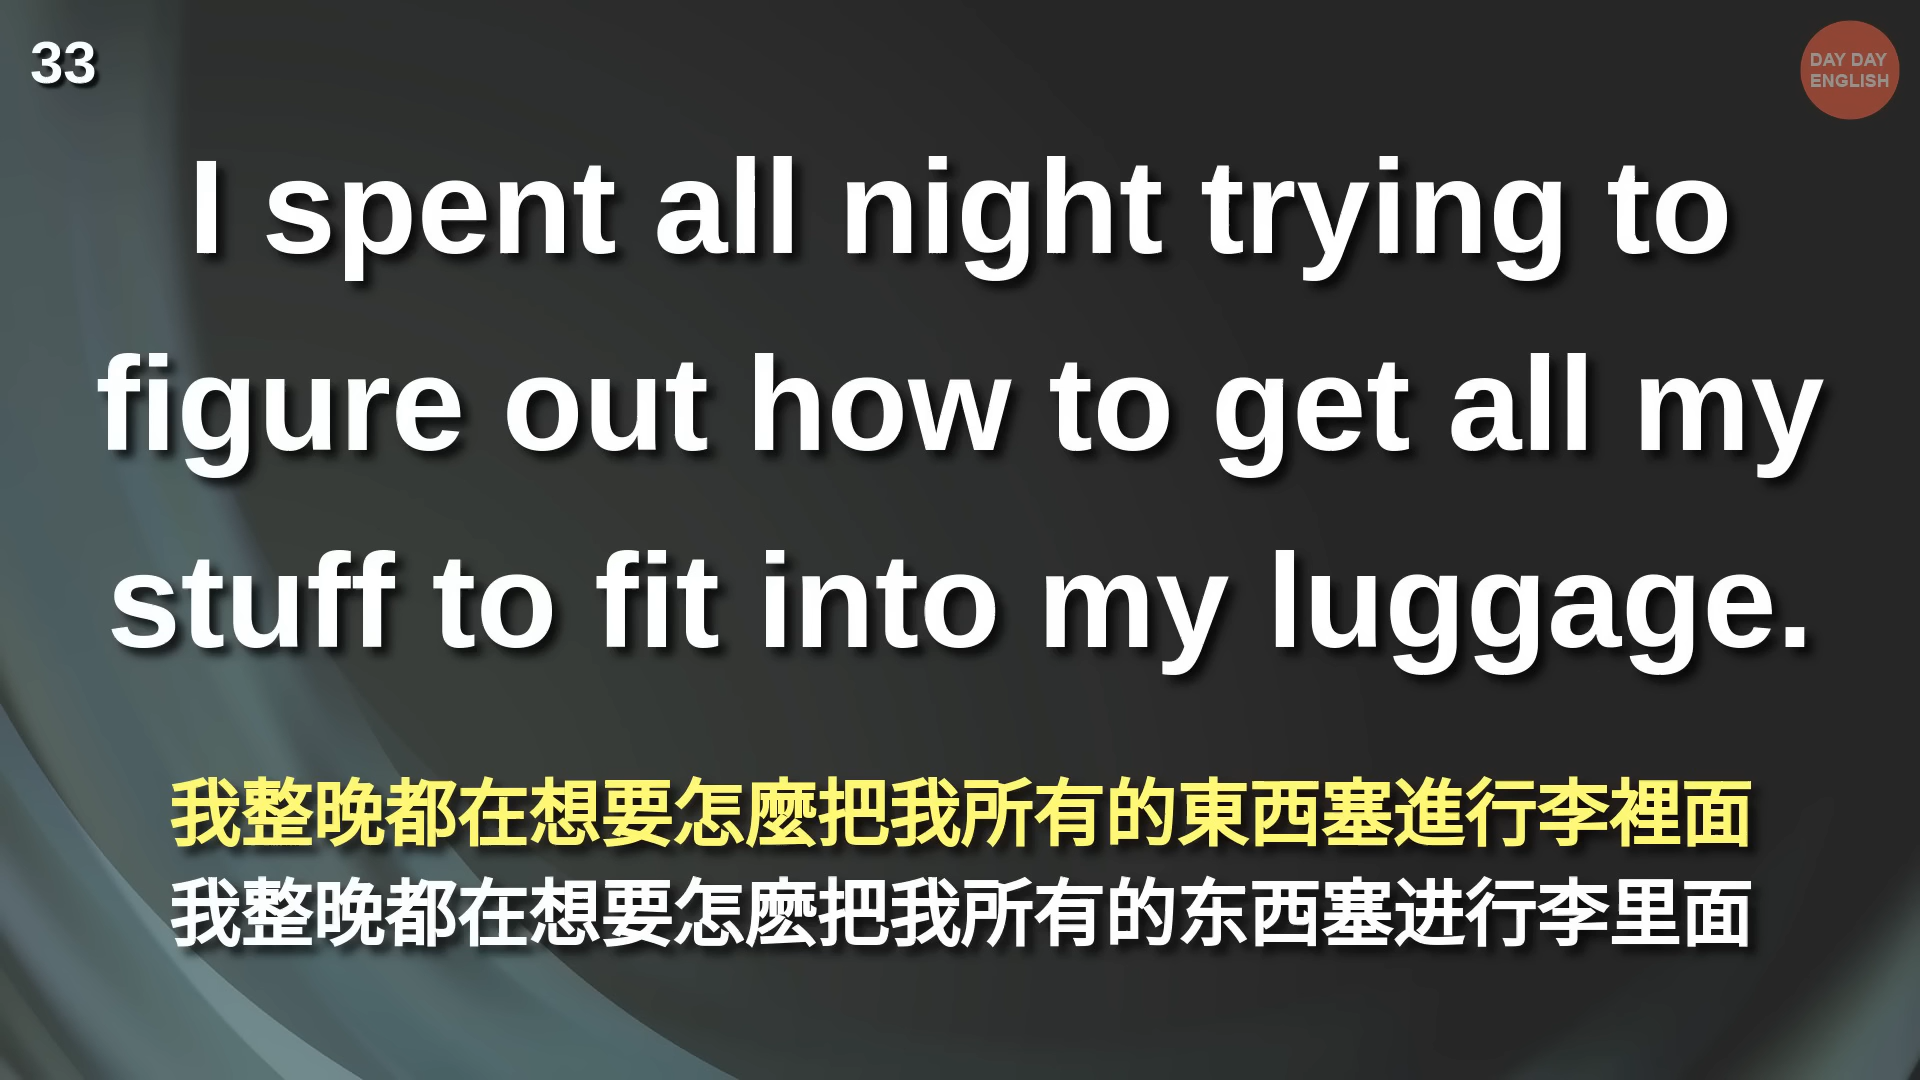 33
DAY DAY
ENGLISH
I spent all night trying to
figure out how to get all my
stuff to fit into my luggage.
我整晚都在想要怎麼把我所有的東西塞進行李裡面
我整晚都在想要怎麽把我所有的东西塞进行李里面